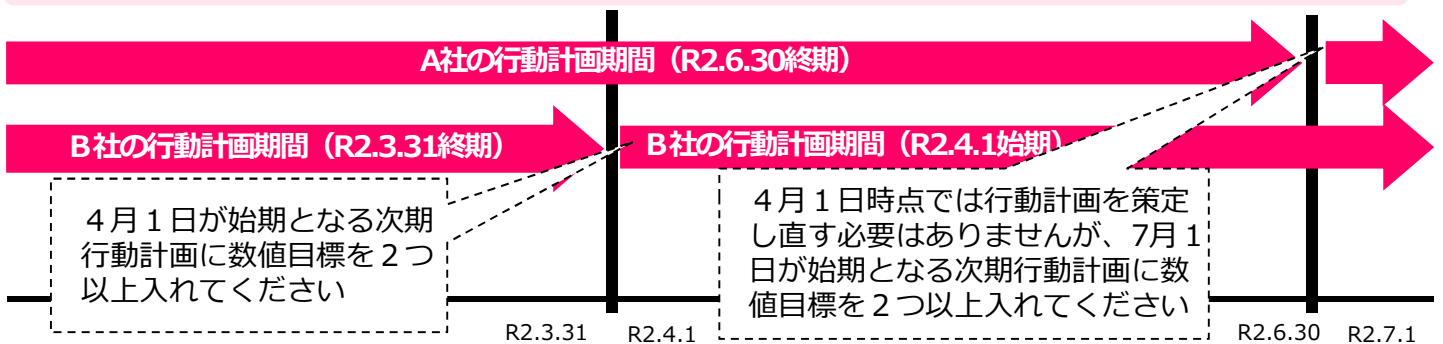 A社の行動計画期間（R2.6.30終期）
B社の行動計画期間（R2.3.31終期）
B社の行動計画期間（R2.4.1始期）
４月１日が始期となる次期
行動計画に数値目標を２つ
以上入れてください
４月１日時点では行動計画を策定
し直す必要はありませんが、7月１
日が始期となる次期行動計画に数
値目標を２つ以上入れてください
R2.3.31
R2.4.1
R2.6.30
R2.7.1